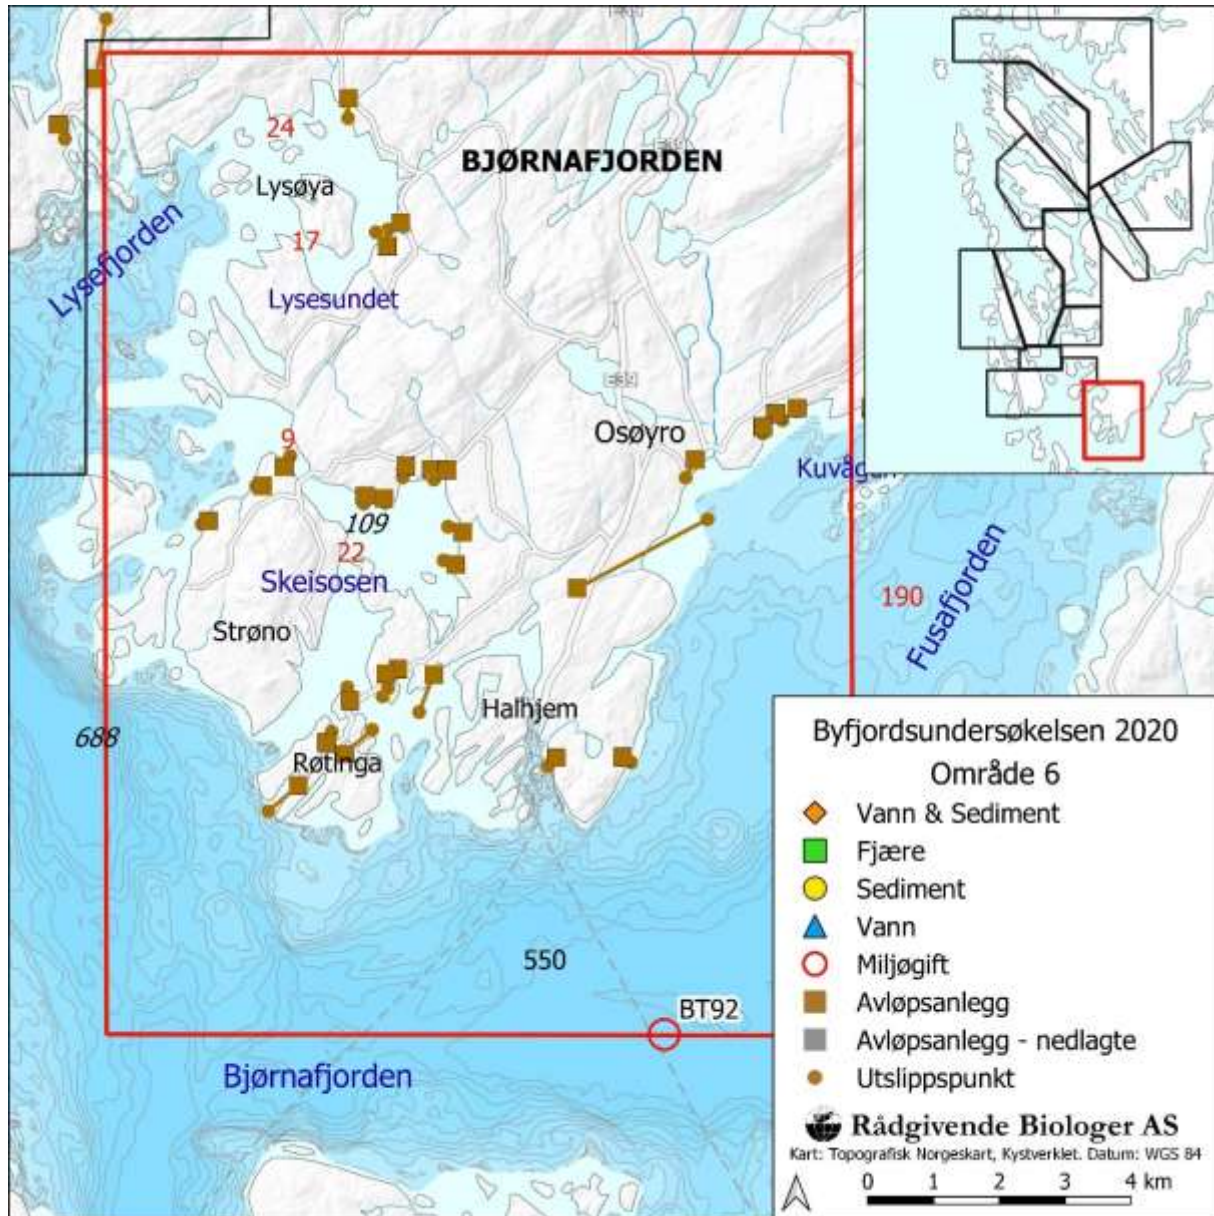 24
Lysøya
BJØRNAFJORDEN
Lysefjorden
17
Lysesundet
E39
Osøyro
9
Kuvågen
109
22
Skeisosen
190
Fusafjorden
Strøno
Halhjem
688
Røtinga
550
BT92
Bjørnafjorden
Byfjordsundersøkelsen 2020
Område 6
Vann & Sediment
Fjære
Sediment
Vann
Miljøgift
Avløpsanlegg
Avløpsanlegg - nedlagte
Utslippspunkt
Rådgivende Biologer AS
Kart: Topografisk Norgeskart, Kystverket. Datum: WGS 84
0 1 2 3 4 km